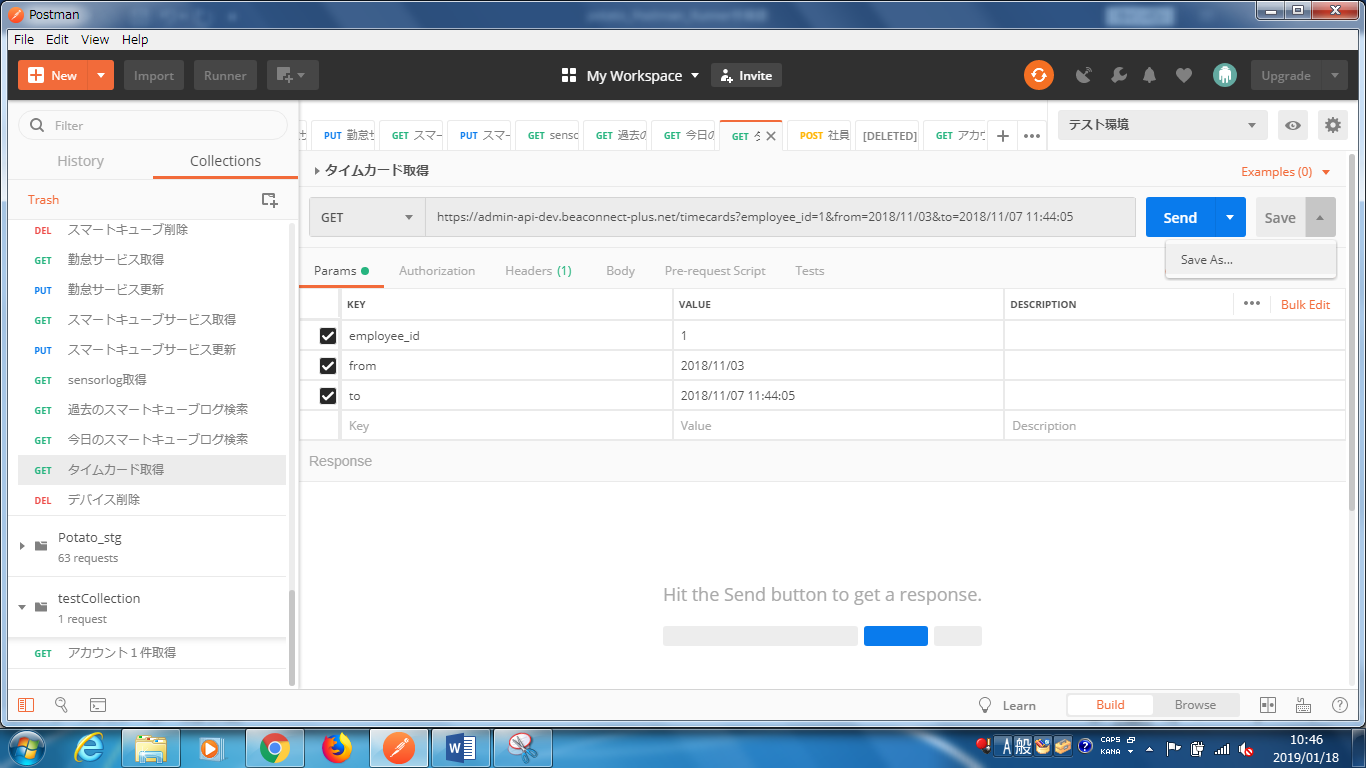 Postman
File Edit View Help
New Import Runner My Workspace Invite Upgrade
Filter
History Collections
Trash
DEL スマートキューブ削除
GET 勤怠サービス取得
PUT 勤怠サービス更新
GET スマートキューブサービス取得
PUT スマートキューブサービス更新
GET sensorlog取得
GET 過去のスマートキューブログ検索
GET 今日のスマートキューブログ検索
GET タイムカード取得
DEL デバイス削除
Potato_stg
63 requests
testCollection
1 request
GET アカウント１件取得
PUT 勤怠 GET スマー PUT スマー GET senso GET 過去の GET 今日の GET タ POST 社員 [DELETED] GET アカウ
テスト環境
タイムカード取得
Examples (0)
GET https://admin-api-dev.beaconnect-plus.net/timecards?employee_id=1&from=2018/11/03&to=2018/11/07 11:44:05 Send Save
Save As...
Params Authorization Headers (1) Body Pre-request Script Tests
KEY VALUE DESCRIPTION Bulk Edit
employee_id 1
from 2018/11/03
to 2018/11/07 11:44:05
Key Value Description
Response
Hit the Send button to get a response.
Learn Build Browse
A 般 CAPS KANA
10:46
2019/01/18